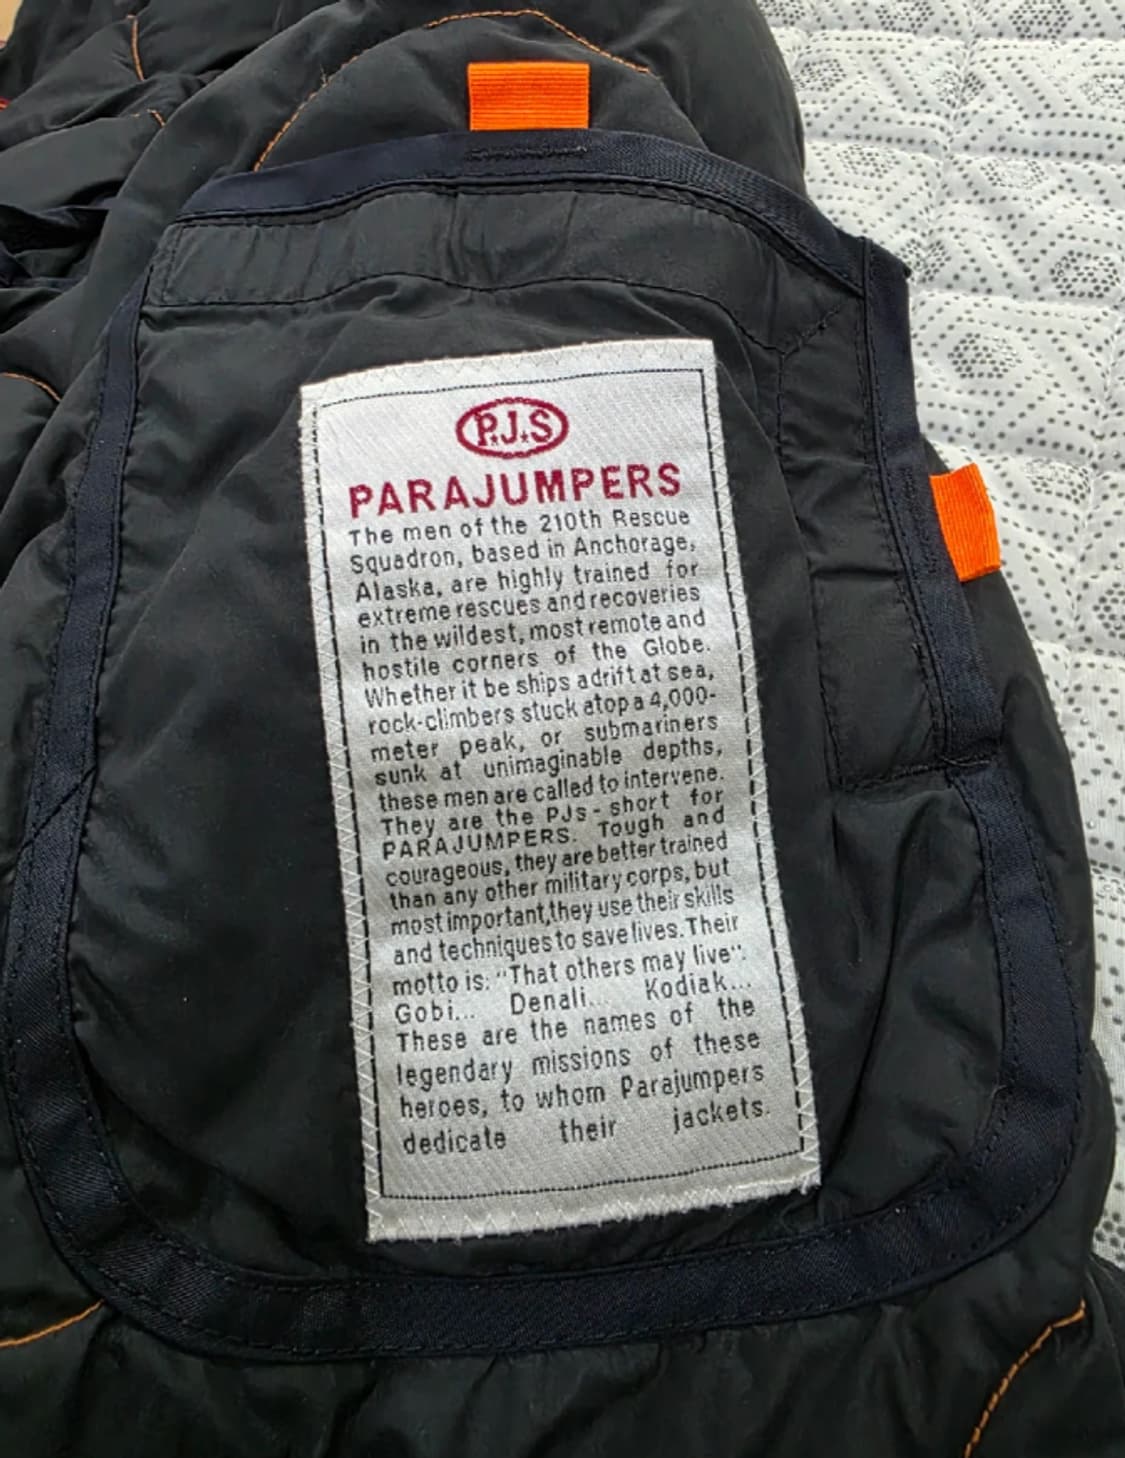 P.J.S
PARAJUMPERS
The men of the 210th Rescue
Squadron, based in Anchorage,
Alaska, are highly trained for
extreme rescues and recoveries
in the wildest, most remote and
hostile corners of the Globe.
Whether it be ships adrift at sea,
rock-climbers stuck atop a 4,000-
meter peak, or submariners
sunk at unimaginable depths,
these men are called to intervene.
They are the PJs - short for
PARAJUMPERS. Tough and
courageous, they are better trained
than any other military corps, but
most important, they use their skills
and techniques to save lives. Their
motto is: "That others may live".
Gobi... Denali... Kodiak...
These are the names of the
legendary missions of these
heroes, to whom Parajumpers
dedicate their jackets.